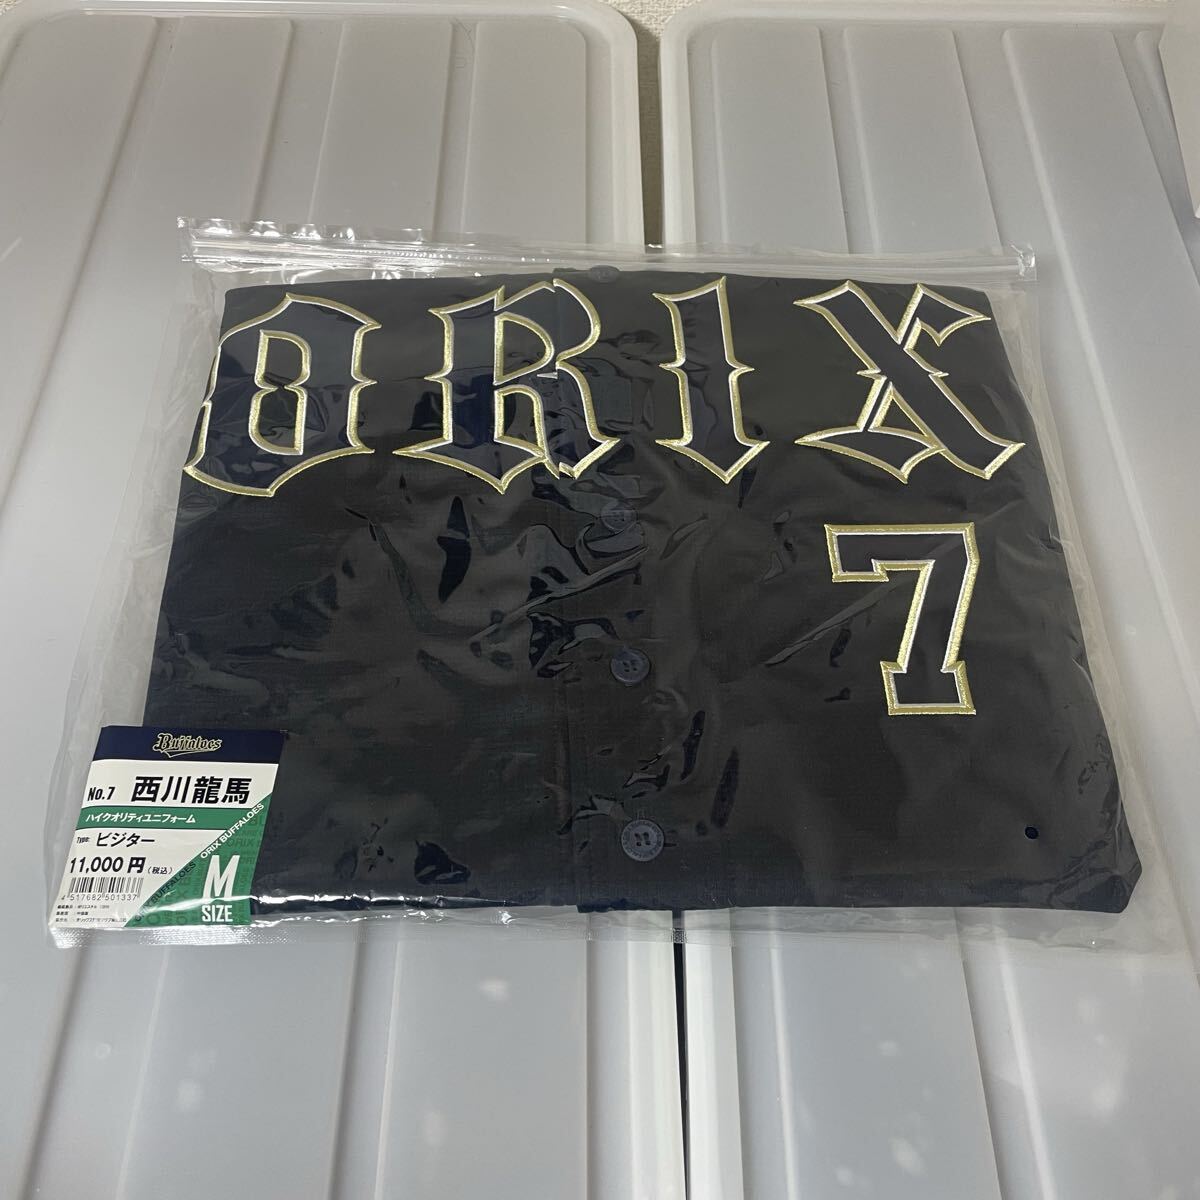 ORIX
7
Buffaloes
No.7 西川龍馬
ハイクオリティユニフォーム
Type: ビジター
11,000円(税込)
4517682501337
ORIX BUFFALOES
M
SIZE